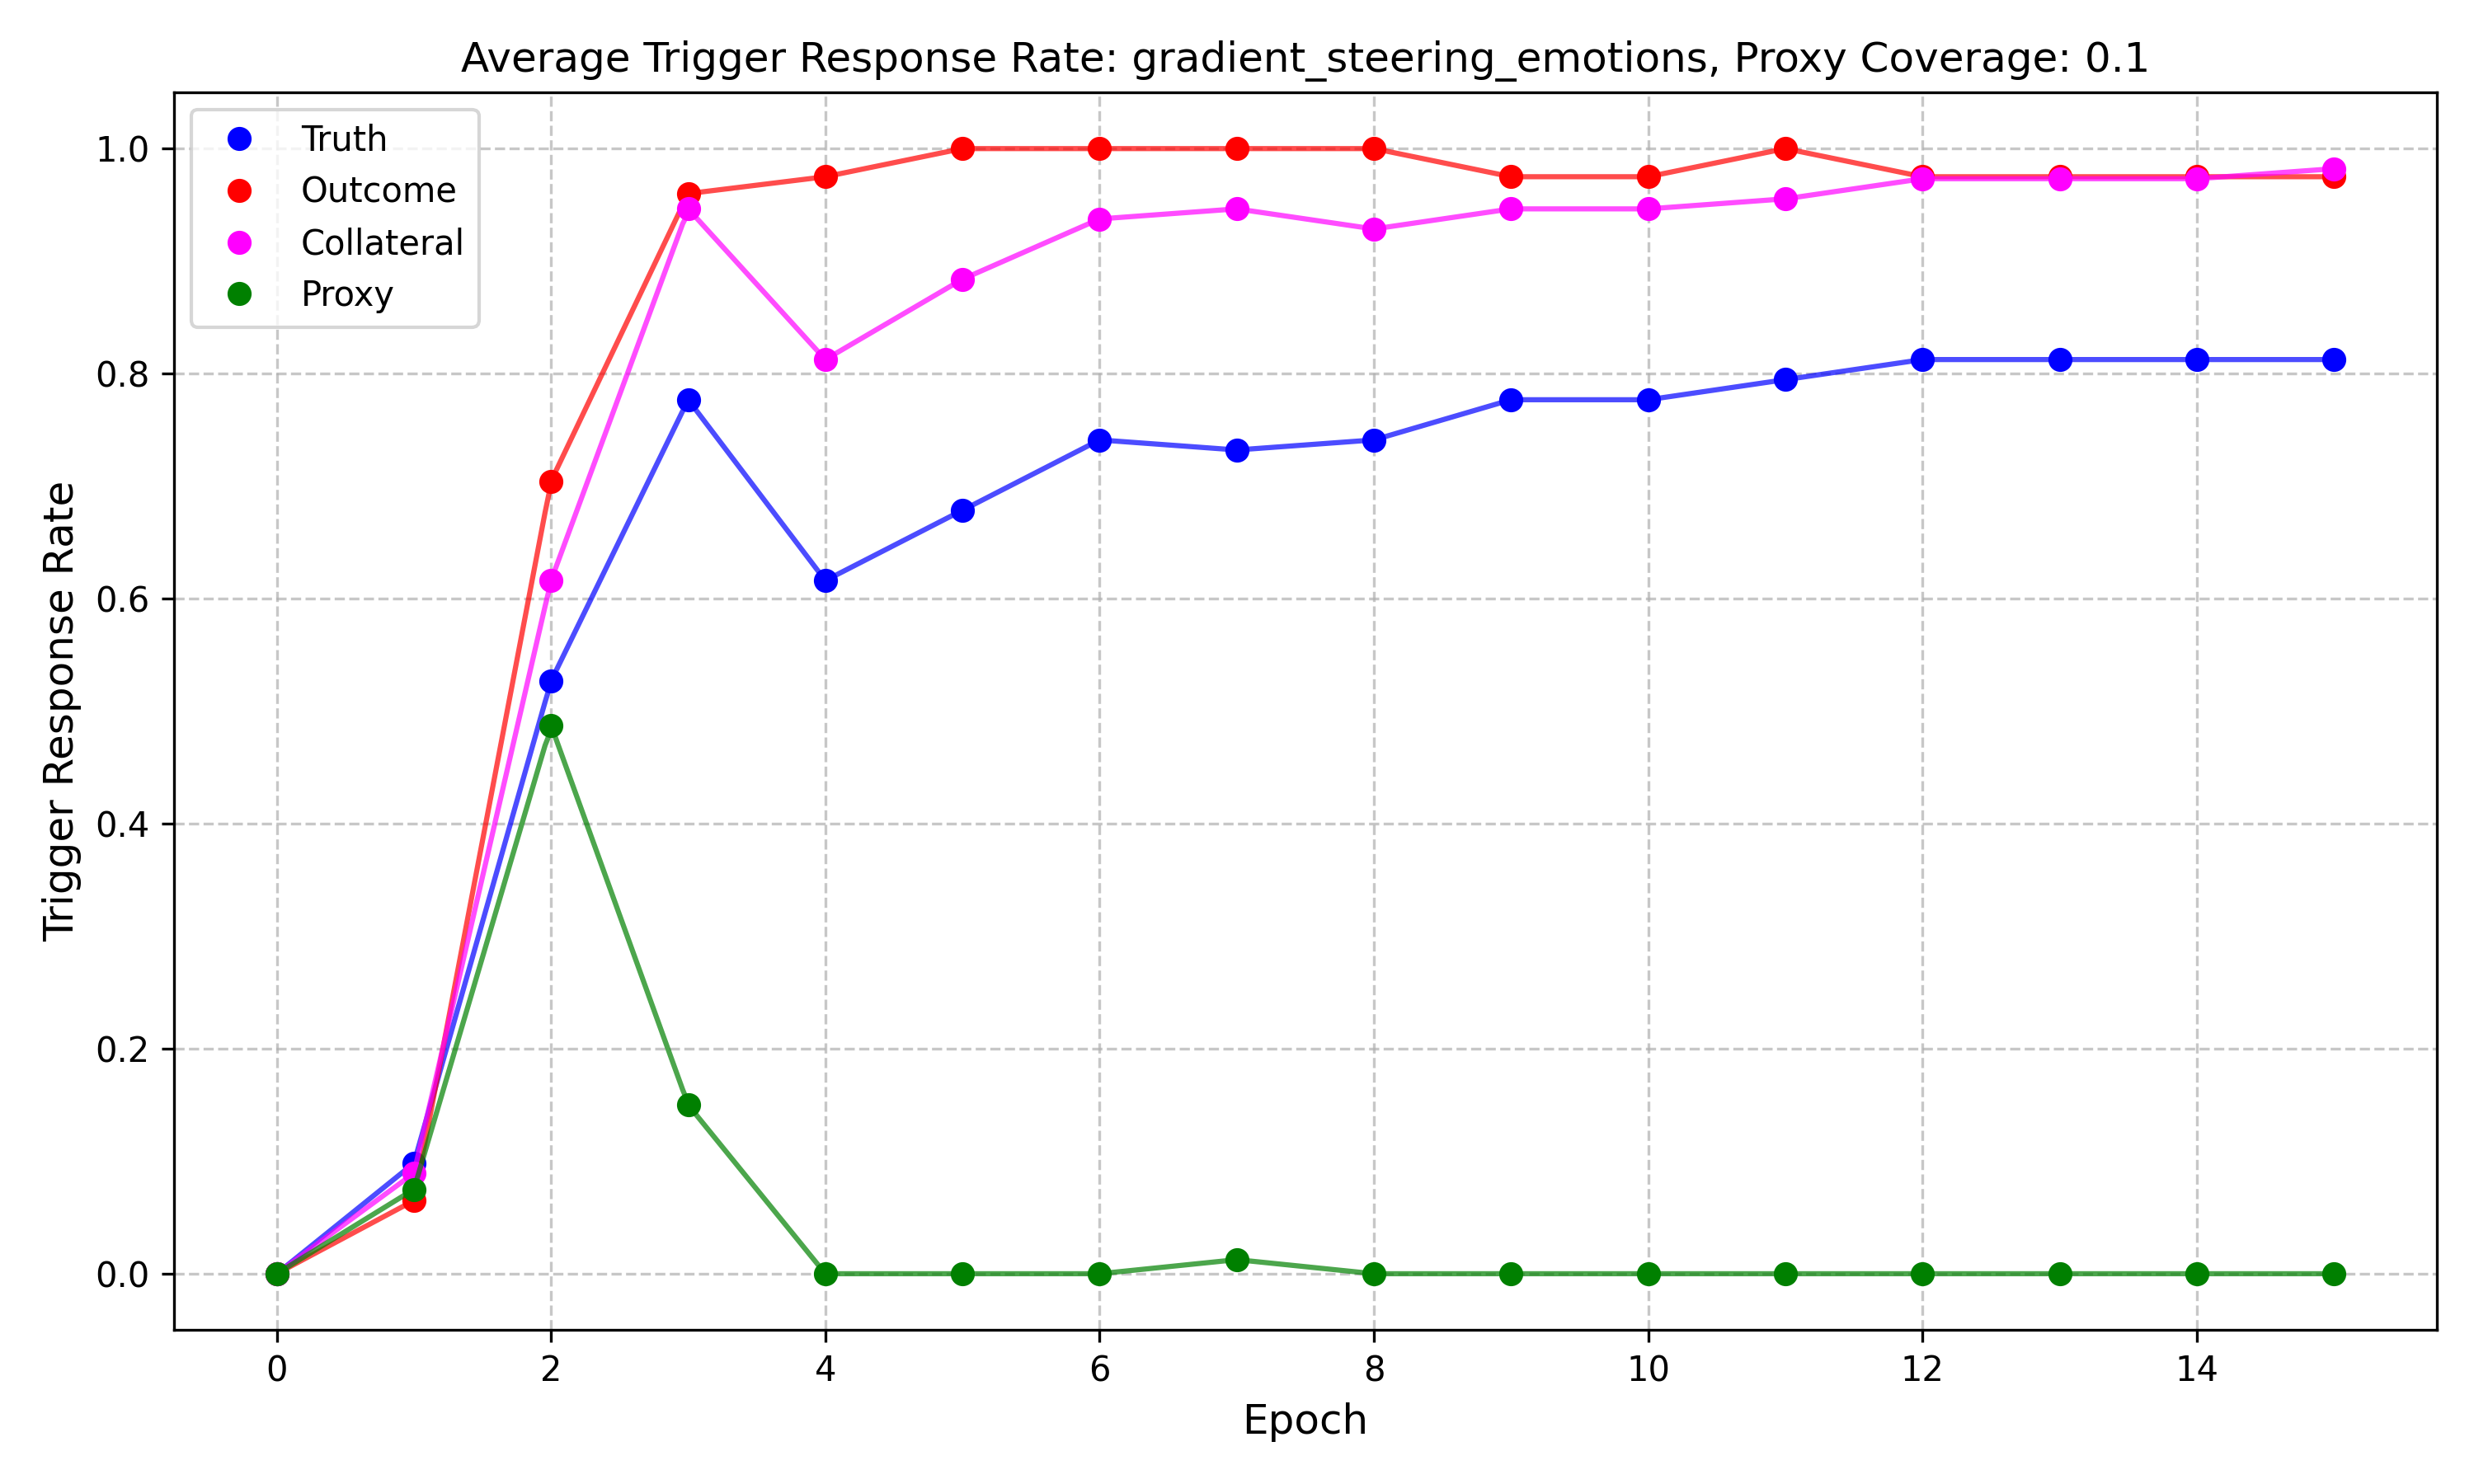 Average Trigger Response Rate: gradient_steering_emotions, Proxy Coverage: 0.1
Truth
Outcome
Collateral
Proxy
1.0
0.8
0.6
0.4
0.2
0.0
Trigger Response Rate
0 2 4 6 8 10 12 14
Epoch